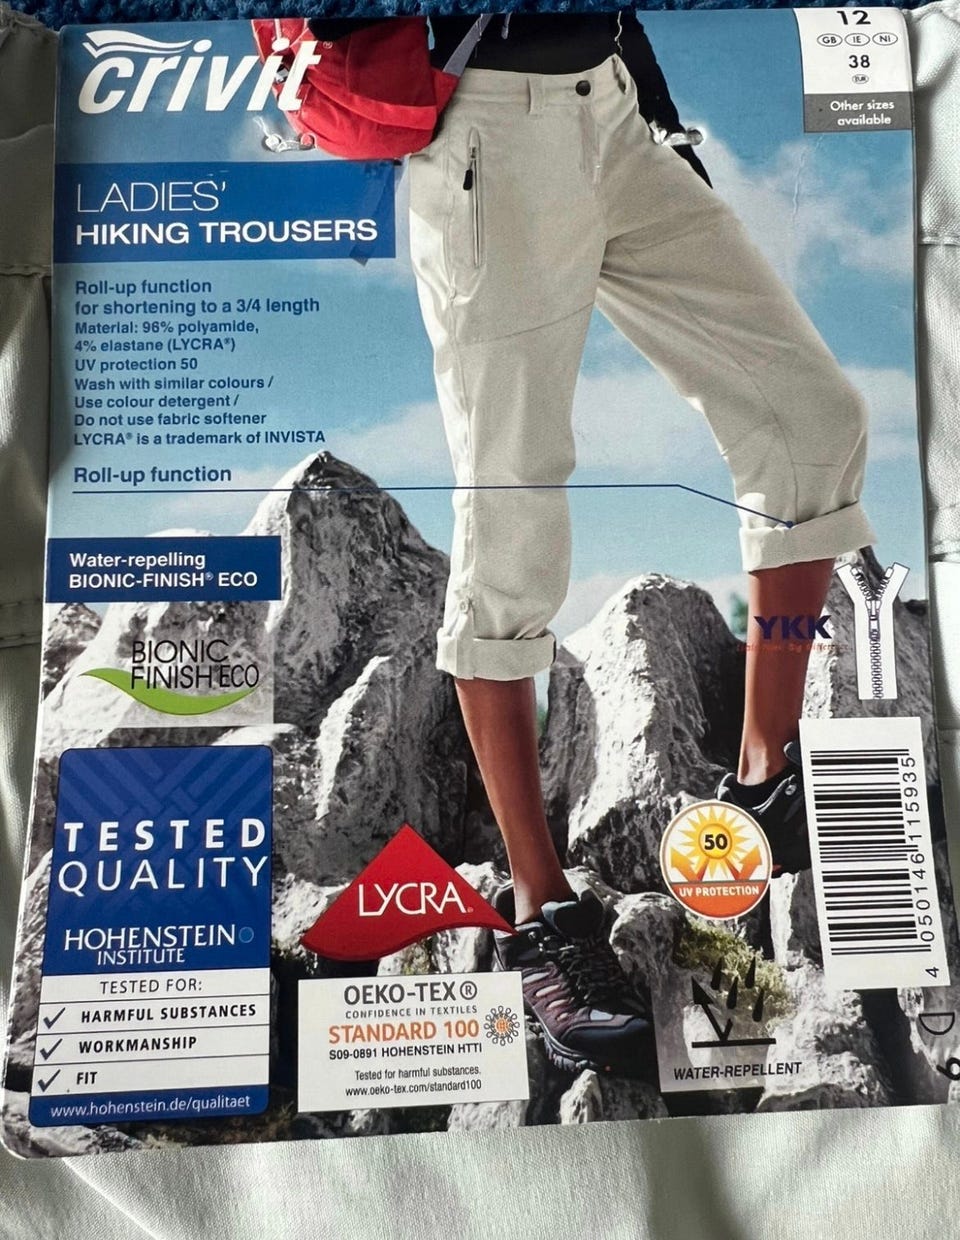 crivit®
12
GB IE NI
38
EUR
Other sizes
available
LADIES'
HIKING TROUSERS
Roll-up function
for shortening to a 3/4 length
Material: 96% polyamide,
4% elastane (LYCRA®)
UV protection 50
Wash with similar colours /
Use colour detergent /
Do not use fabric softener
LYCRA® is a trademark of INVISTA
Roll-up function
Water-repelling
BIONIC-FINISH® ECO
BIONIC
FINISH ECO
YKK
TESTED
QUALITY
HOHENSTEIN
INSTITUTE
TESTED FOR:
HARMFUL SUBSTANCES
WORKMANSHIP
FIT
www.hohenstein.de/qualitaet
LYCRA®
OEKO-TEX®
CONFIDENCE IN TEXTILES
STANDARD 100
S09-0891 HOHENSTEIN HTTI
Tested for harmful substances.
www.oeko-tex.com/standard100
50
UV PROTECTION
WATER-REPELLENT
4 050146 115935
D